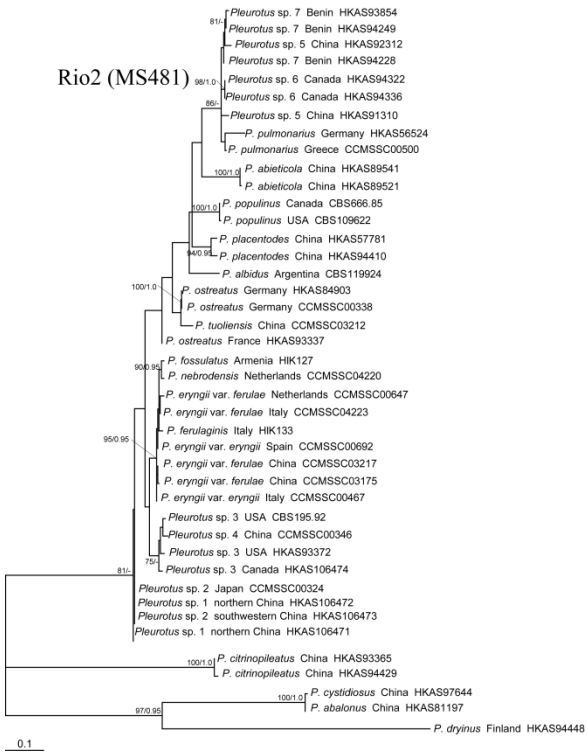 81/-
Pleurotus sp. 7 Benin HKAS93854
Pleurotus sp. 7 Benin HKAS94249
Pleurotus sp. 5 China HKAS92312
Pleurotus sp. 7 Benin HKAS94228
Rio2 (MS481)
98/1.0
Pleurotus sp. 6 Canada HKAS94322
Pleurotus sp. 6 Canada HKAS94336
86/-
Pleurotus sp. 5 China HKAS91310
P. pulmonarius Germany HKAS56524
P. pulmonarius Greece CCMSSC00500
100/1.0
P. abieticola China HKAS89541
P. abieticola China HKAS89521
100/1.0
P. populinus Canada CBS666.85
P. populinus USA CBS109622
P. placentodes China HKAS57781
94/0.95
P. placentodes China HKAS94410
P. albidus Argentina CBS119924
100/1.0
P. ostreatus Germany HKAS84903
P. ostreatus Germany CCMSSC00338
P. tuoliensis China CCMSSC03212
P. ostreatus France HKAS93337
P. fossulatus Armenia HIK127
90/0.95
P. nebrodensis Netherlands CCMSSC04220
P. eryngii var. ferulae Netherlands CCMSSC00647
P. eryngii var. ferulae Italy CCMSSC04223
P. ferulaginis Italy HIK133
95/0.95
P. eryngii var. eryngii Spain CCMSSC00692
P. eryngii var. ferulae China CCMSSC03217
P. eryngii var. ferulae China CCMSSC03175
P. eryngii var. eryngii Italy CCMSSC00467
Pleurotus sp. 3 USA CBS195.92
Pleurotus sp. 4 China CCMSSC00346
Pleurotus sp. 3 USA HKAS93372
75/-
Pleurotus sp. 3 Canada HKAS106474
81/-
Pleurotus sp. 2 Japan CCMSSC00324
Pleurotus sp. 1 northern China HKAS106472
Pleurotus sp. 2 southwestern China HKAS106473
Pleurotus sp. 1 northern China HKAS106471
100/1.0
P. citrinopileatus China HKAS93365
P. citrinopileatus China HKAS94429
100/1.0
P. cystidiosus China HKAS97644
P. abalonus China HKAS81197
97/0.95
P. dryinus Finland HKAS94448
0.1